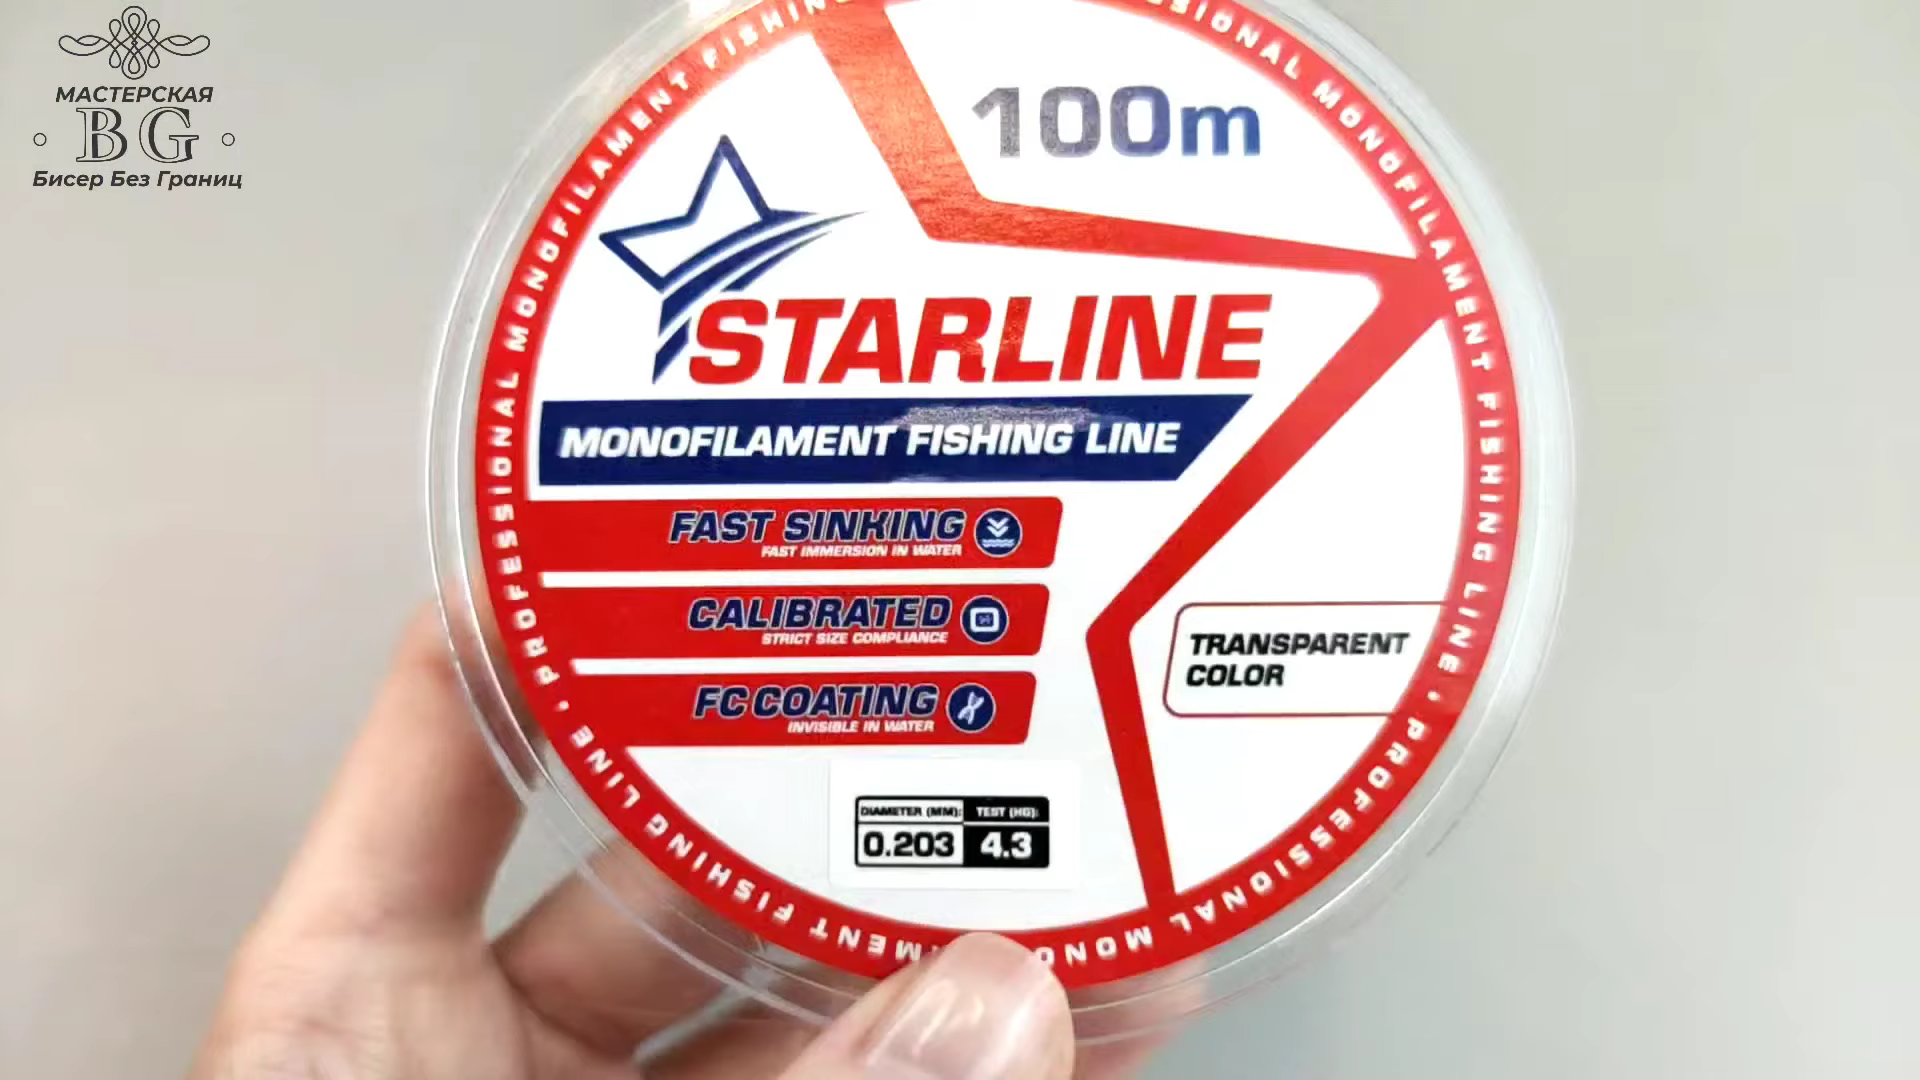 МАСТЕРСКАЯ
BG
Бисер Без Границ
100m
STARLINE
MONOFILAMENT FISHING LINE
FAST SINKING
FAST IMMERSION IN WATER
CALIBRATED
STRICT SIZE COMPLIANCE
FC COATING
INVISIBLE IN WATER
TRANSPARENT
COLOR
DIAMETER (MM): TEST (HG):
0.203 4.3
PROFESSIONAL MONOFILAMENT FISHING
MONOFILAMENT FISHING LINE
PROFESSIONAL
FISHING LINE